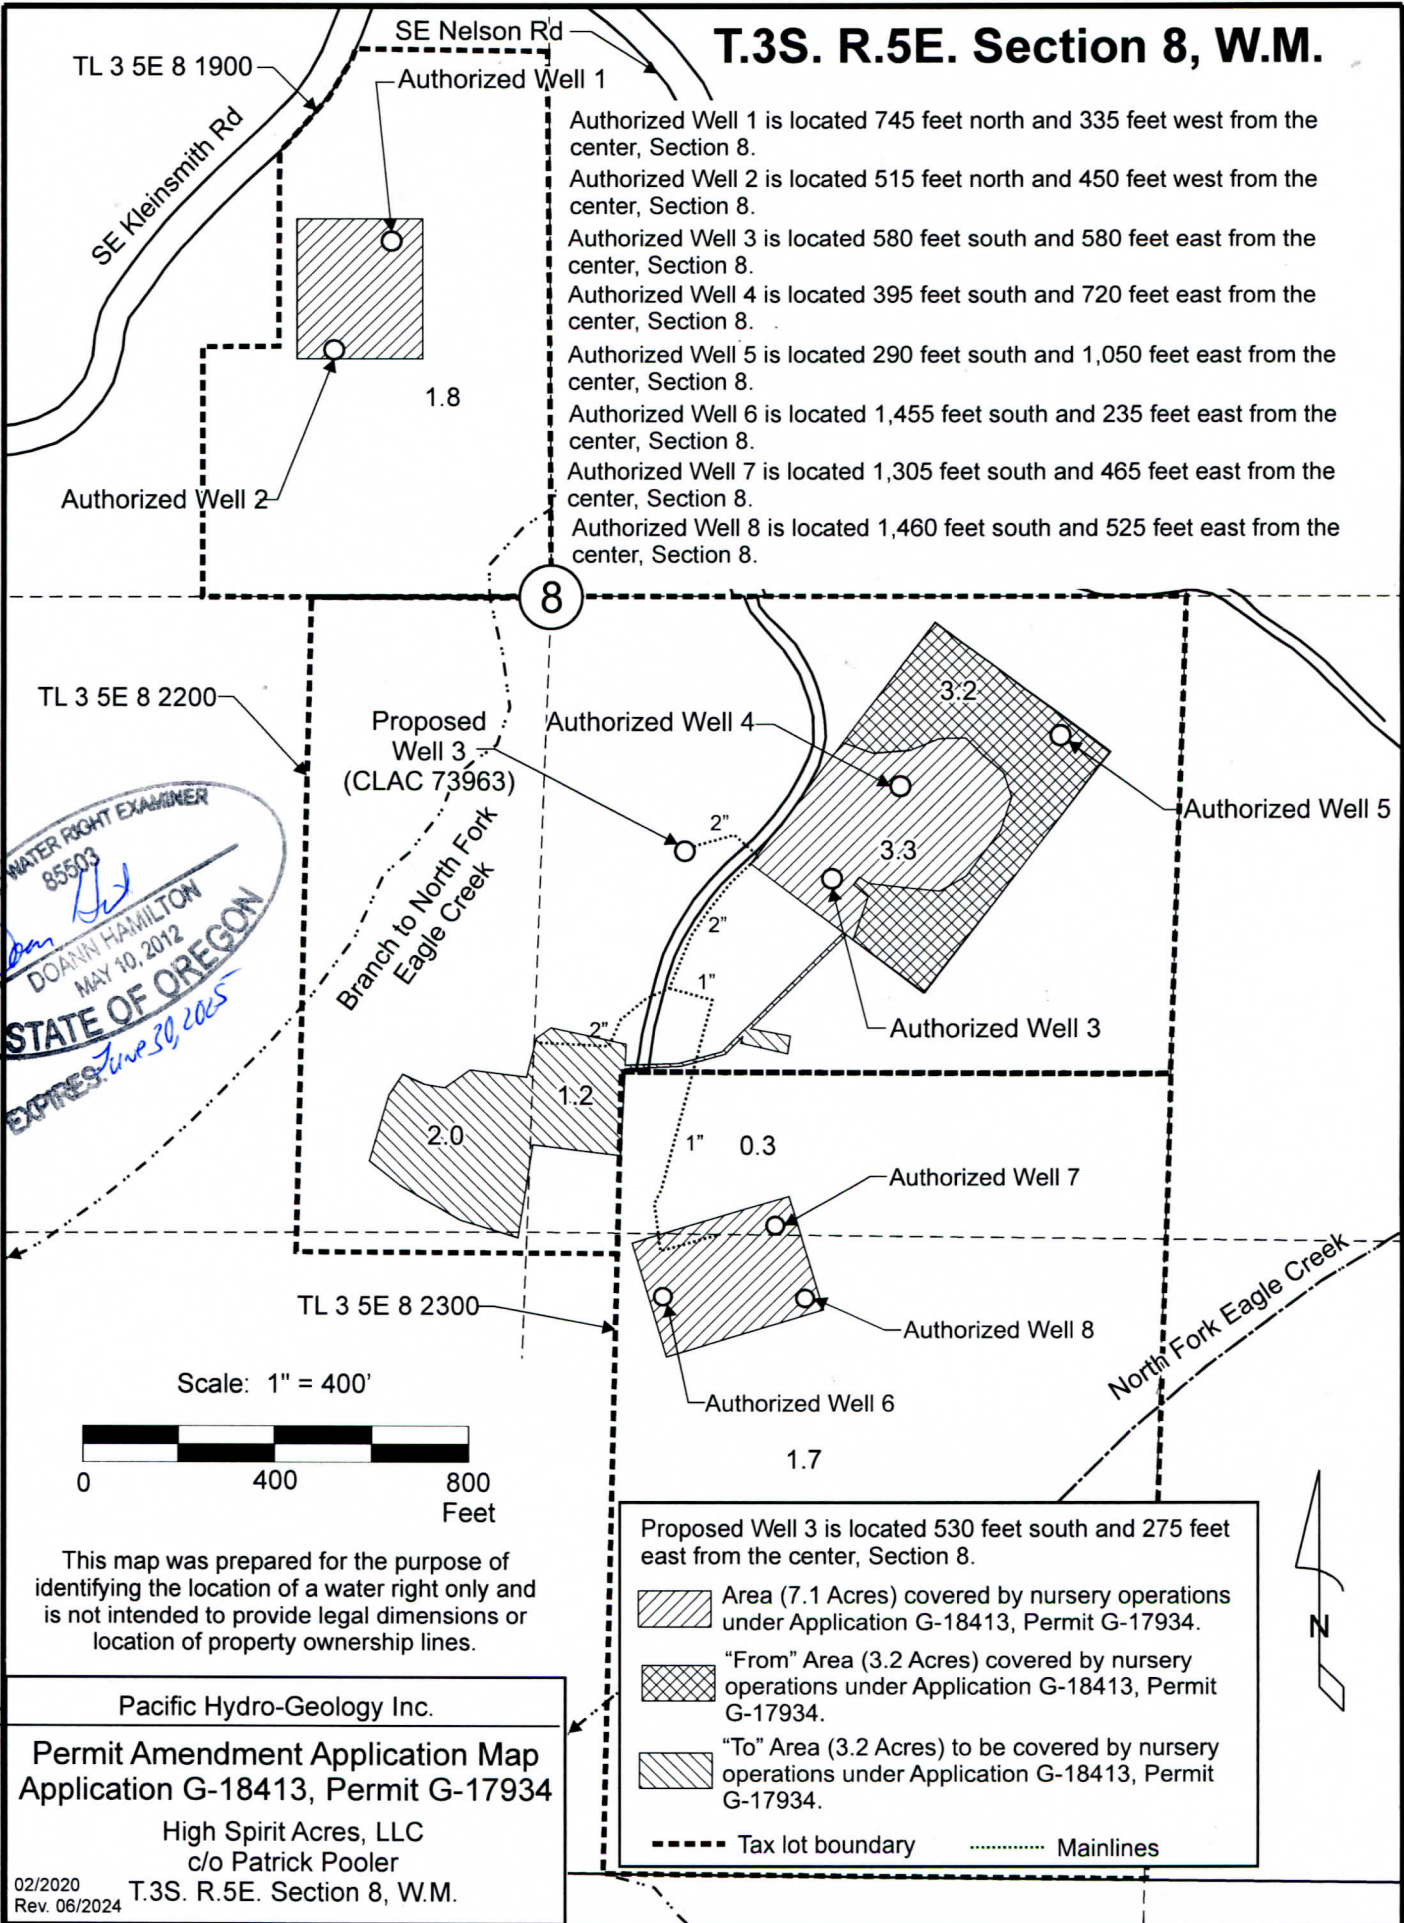 T.3S. R.5E. Section 8, W.M.
SE Nelson Rd
TL 3 5E 8 1900
Authorized Well 1
SE Kleinsmith Rd
Authorized Well 1 is located 745 feet north and 335 feet west from the
center, Section 8.
Authorized Well 2 is located 515 feet north and 450 feet west from the
center, Section 8.
Authorized Well 3 is located 580 feet south and 580 feet east from the
center, Section 8.
Authorized Well 4 is located 395 feet south and 720 feet east from the
center, Section 8.
Authorized Well 5 is located 290 feet south and 1,050 feet east from the
center, Section 8.
Authorized Well 6 is located 1,455 feet south and 235 feet east from the
center, Section 8.
Authorized Well 7 is located 1,305 feet south and 465 feet east from the
center, Section 8.
Authorized Well 8 is located 1,460 feet south and 525 feet east from the
center, Section 8.
1.8
Authorized Well 2
8
TL 3 5E 8 2200
Proposed
Well 3
(CLAC 73963)
Authorized Well 4
3.2
Authorized Well 5
3.3
2"
2"
1"
2"
Branch to North Fork
Eagle Creek
Authorized Well 3
WATER RIGHT EXAMINER
85503
DOANN HAMILTON
MAY 10, 2012
STATE OF OREGON
EXPIRES: June 30, 2025
1.2
2.0
1"
0.3
Authorized Well 7
TL 3 5E 8 2300
Authorized Well 8
Authorized Well 6
North Fork Eagle Creek
1.7
Scale: 1" = 400'
0
400
800
Feet
This map was prepared for the purpose of
identifying the location of a water right only and
is not intended to provide legal dimensions or
location of property ownership lines.
N
Proposed Well 3 is located 530 feet south and 275 feet
east from the center, Section 8.
Area (7.1 Acres) covered by nursery operations
under Application G-18413, Permit G-17934.
“From” Area (3.2 Acres) covered by nursery
operations under Application G-18413, Permit
G-17934.
“To” Area (3.2 Acres) to be covered by nursery
operations under Application G-18413, Permit
G-17934.
Tax lot boundary
Mainlines
Pacific Hydro-Geology Inc.
Permit Amendment Application Map
Application G-18413, Permit G-17934
High Spirit Acres, LLC
c/o Patrick Pooler
T.3S. R.5E. Section 8, W.M.
02/2020
Rev. 06/2024